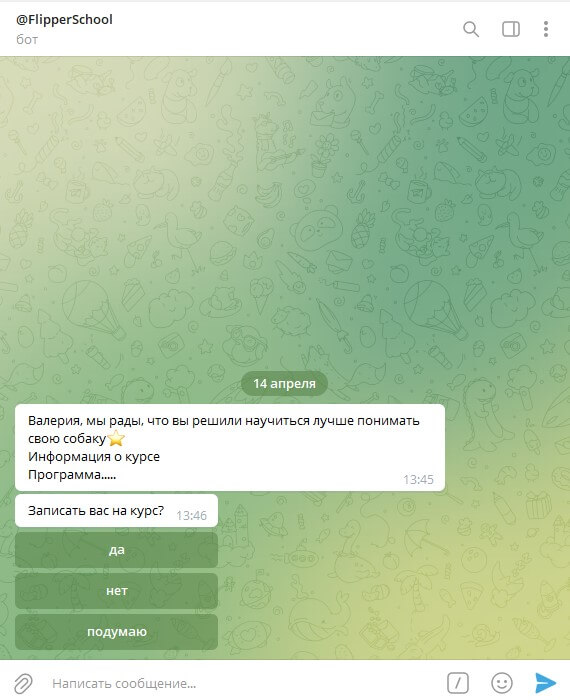 @FlipperSchool
бот
14 апреля
Валерия, мы рады, что вы решили научиться лучше понимать
свою собаку⭐
Информация о курсе
Программа.....
13:45
Записать вас на курс? 13:46
да
нет
подумаю
Написать сообщение...